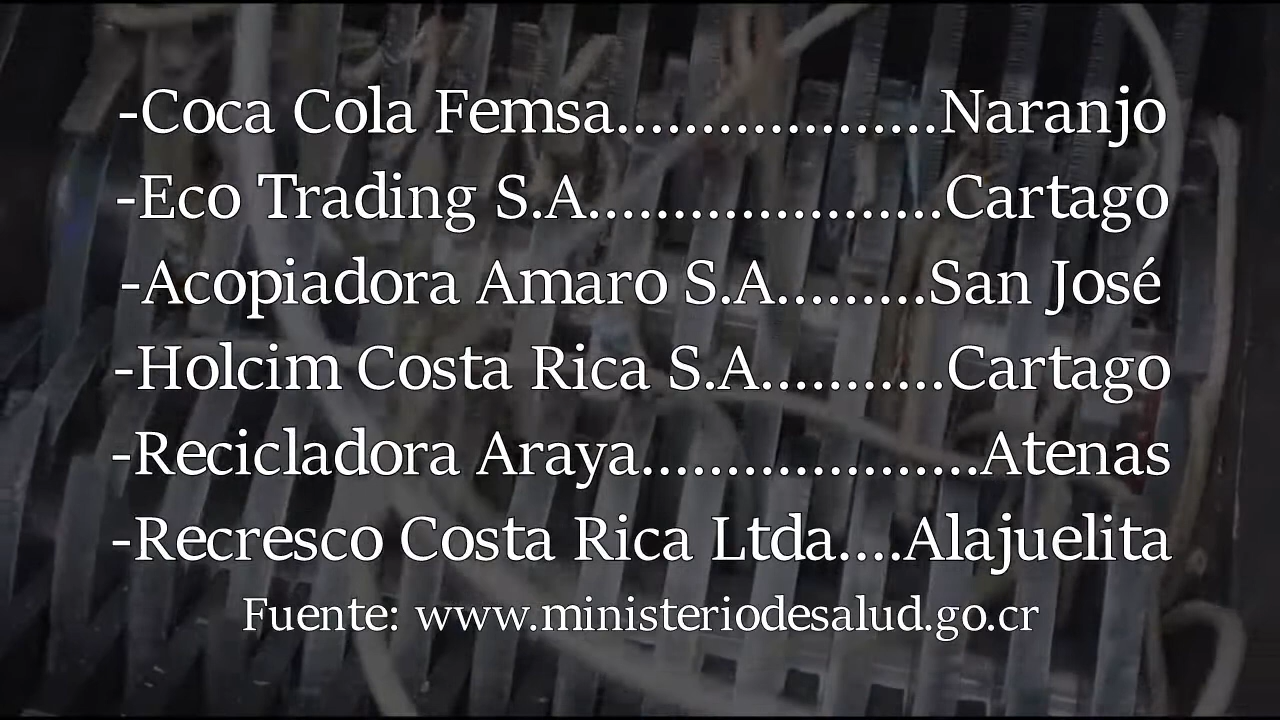 -Coca Cola Femsa...................Naranjo
-Eco Trading S.A.....................Cartago
-Acopiadora Amaro S.A.........San José
-Holcim Costa Rica S.A...........Cartago
-Recicladora Araya....................Atenas
-Recresco Costa Rica Ltda....Alajuelita
Fuente: www.ministeriodesalud.go.cr